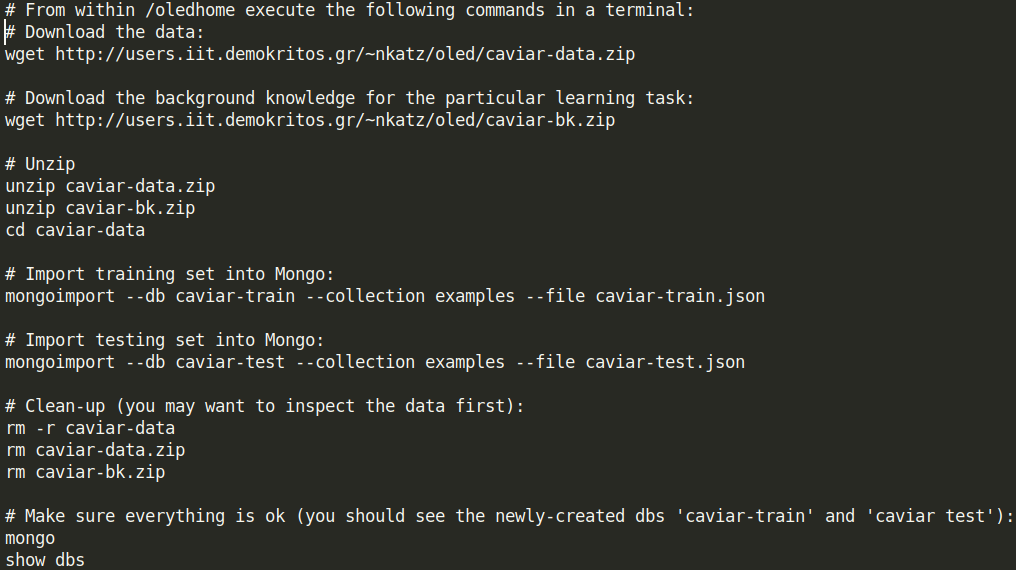 # From within /oledhome execute the following commands in a terminal:
# Download the data:
wget http://users.iit.demokritos.gr/~nkatz/oled/caviar-data.zip
# Download the background knowledge for the particular learning task:
wget http://users.iit.demokritos.gr/~nkatz/oled/caviar-bk.zip
# Unzip
unzip caviar-data.zip
unzip caviar-bk.zip
cd caviar-data
# Import training set into Mongo:
mongoimport --db caviar-train --collection examples --file caviar-train.json
# Import testing set into Mongo:
mongoimport --db caviar-test --collection examples --file caviar-test.json
# Clean-up (you may want to inspect the data first):
rm -r caviar-data
rm caviar-data.zip
rm caviar-bk.zip
# Make sure everything is ok (you should see the newly-created dbs 'caviar-train' and 'caviar test'):
mongo
show dbs